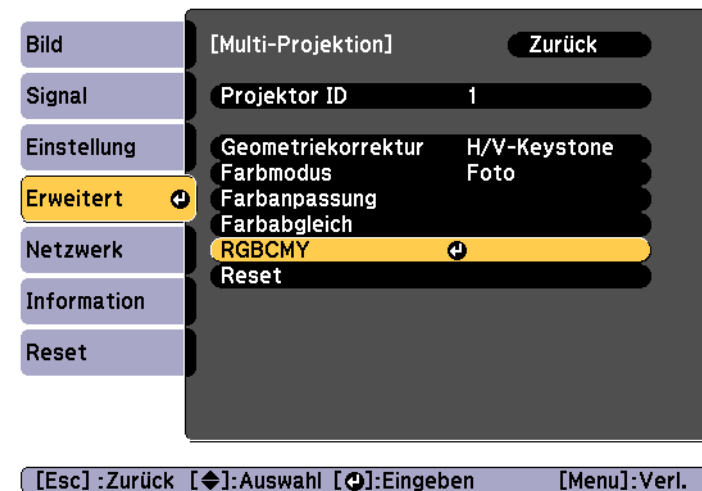 Bild
Signal
Einstellung
Erweitert
Netzwerk
Information
Reset
[Multi-Projektion] Zurück
Projektor ID 1
Geometriekorrektur H/V-Keystone
Farbmodus Foto
Farbanpassung
Farbabgleich
RGBCMY
Reset
[Esc] :Zurück [◆]:Auswahl [↵]:Eingeben [Menu]:Verl.